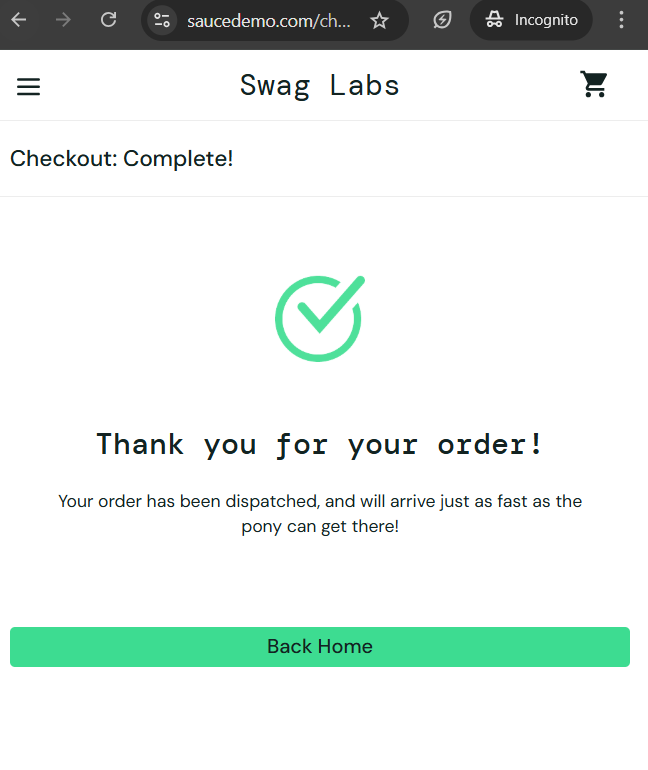 saucedemo.com/ch...
Incognito
Swag Labs
Checkout: Complete!
Thank you for your order!
Your order has been dispatched, and will arrive just as fast as the
pony can get there!
Back Home